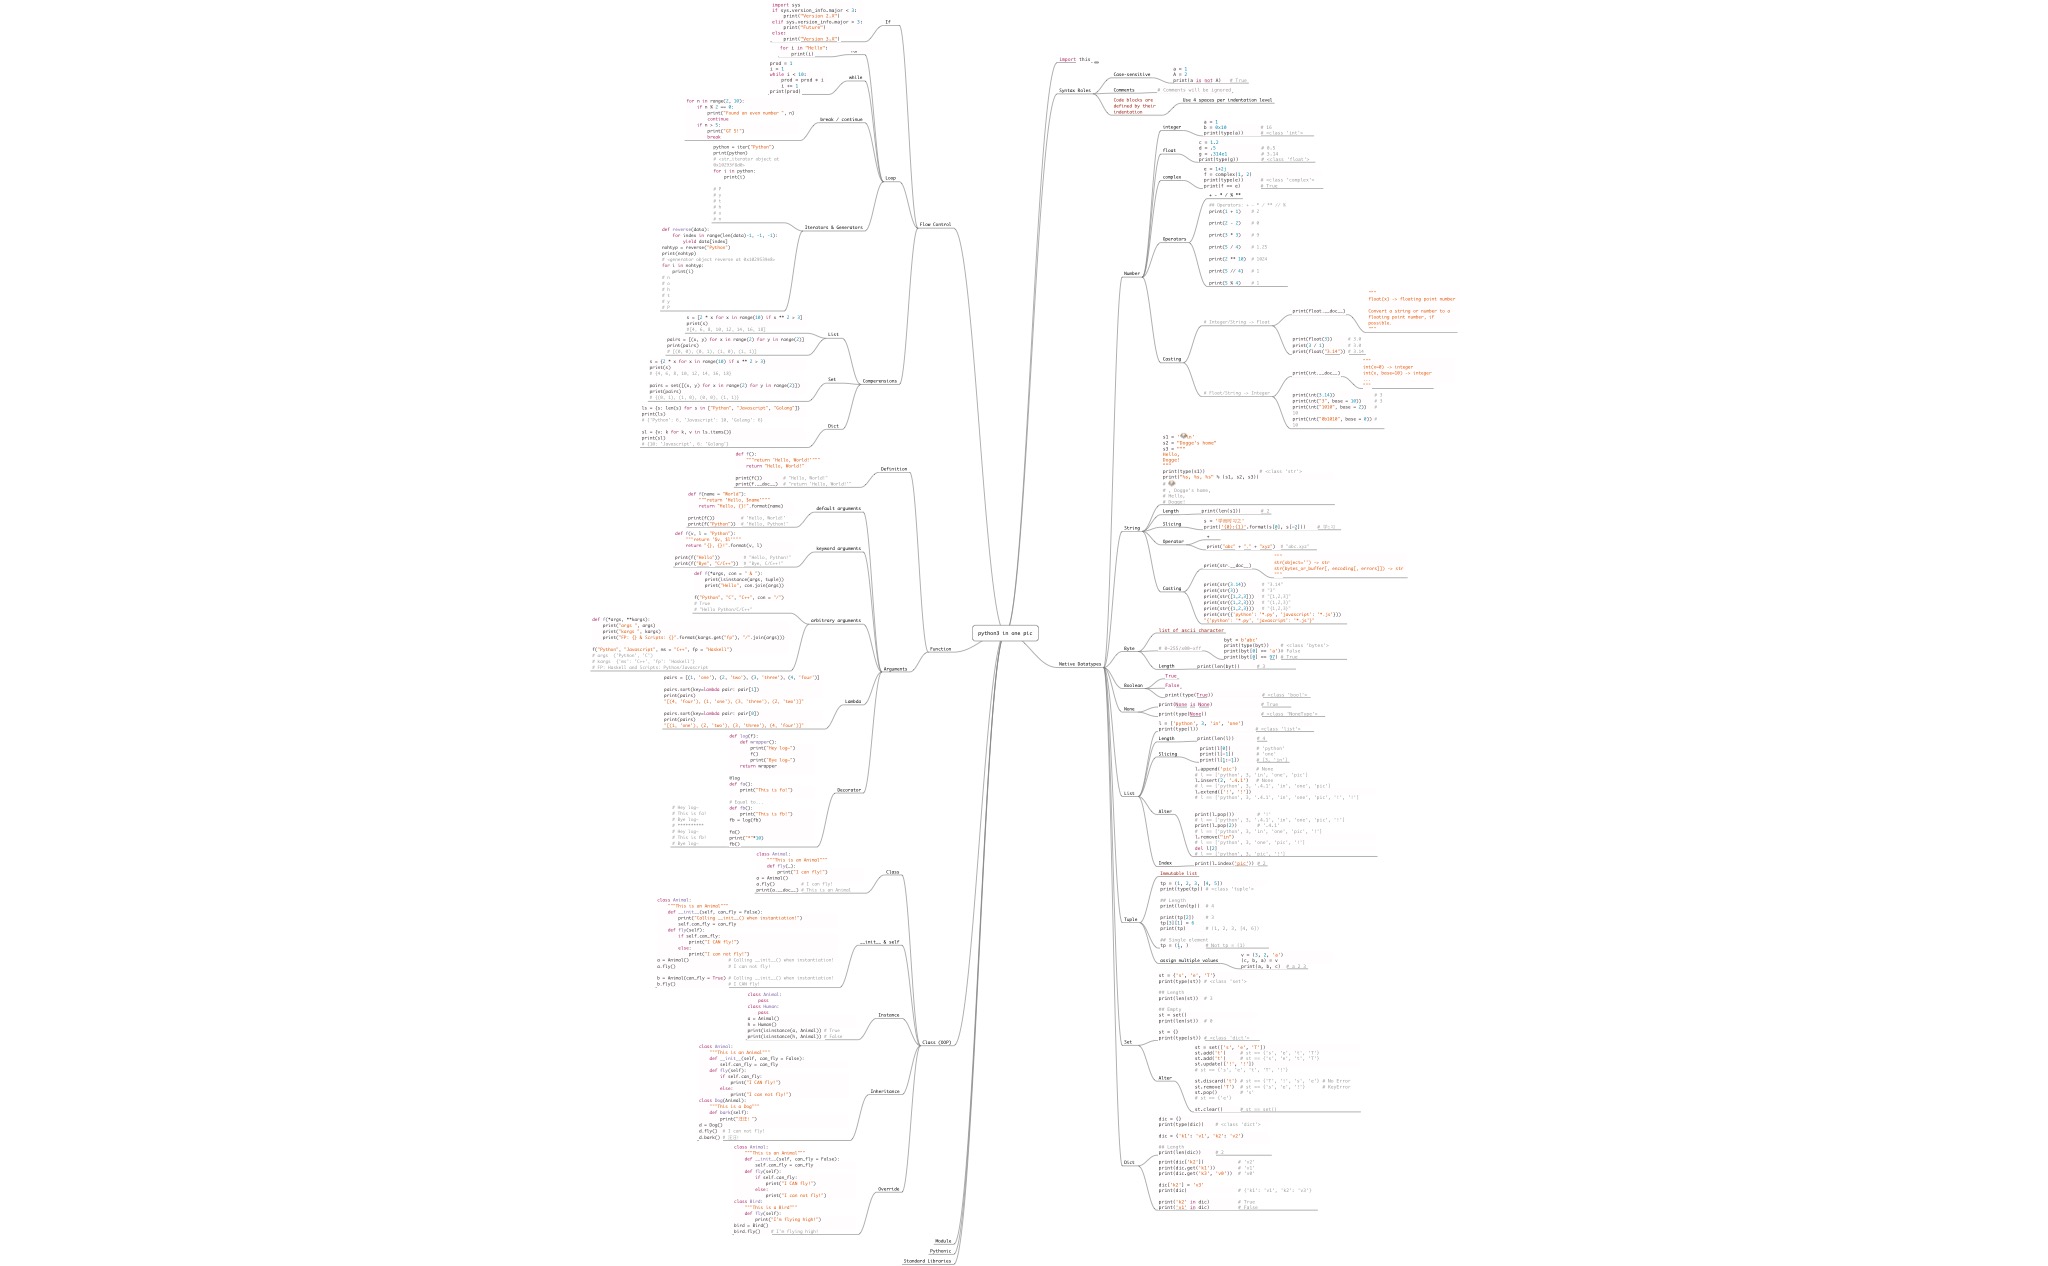 python3 in one pic
import this
Syntax Rules
Case-sensitive
a = 1
A = 2
print(a is not A) # True
Comments
# Comments will be ignored
Code blocks are
defined by their
indentation
Use 4 spaces per indentation level
Native Datatypes
Number
integer
a = 1
b = 0x10 # 16
print(type(a)) # <class 'int'>
float
c = 1.2
d = .5 # 0.5
g = .314e1 # 3.14
print(type(g)) # <class 'float'>
complex
e = 1+2j
f = complex(1, 2)
print(type(e)) # <class 'complex'>
print(f == e) # True
Operators
+ - * / % **
## Operators: + - * / ** // %
print(1 + 1) # 2
print(2 - 2) # 0
print(3 * 3) # 9
print(5 / 4) # 1.25
print(2 ** 10) # 1024
print(5 // 4) # 1
print(5 % 4) # 1
Casting
# Integer/String -> Float
print(float.__doc__)
"""
float(x) -> floating point number
Convert a string or number to a
floating point number, if
possible.
"""
print(float(3)) # 3.0
print(3 / 1) # 3.0
print(float("3.14")) # 3.14
# Float/String -> Integer
print(int.__doc__)
"""
int(x=0) -> integer
int(x, base=10) -> integer
"""
print(int(3.14)) # 3
print(int("3", base = 10)) # 3
print(int("1010", base = 2)) #
10
print(int("0b1010", base = 0)) #
10
String
s2 = "Dogge's home"
s3 = """
Hello,
Dogge!
"""
print(type(s1)) # <class 'str'>
print("%s, %s, %s" % (s1, s2, s3))
# , Dogge's home,
# Hello,
# Dogge!
Length
print(len(s1))
Slicing
Operator
+
print("abc" + "." + "xyz") # "abc.xyz"
Casting
print(str.__doc__)
"""
str(object='') -> str
str(bytes_or_buffer[, encoding[, errors]]) -> str
"""
print(str(3.14)) # "3.14"
print(str(3)) # "3"
print(str([1,2,3])) # "[1,2,3]"
print(str((1,2,3))) # "(1,2,3)"
print(str({1,2,3})) # "{1,2,3}"
print(str({'python': '*.py', 'javascript': '*.js'}))
"{'python': '*.py', 'javascript': '*.js'}"
Byte
list of ascii character
# 0-255/x00-xff
byt = b'abc'
print(type(byt)) # <class 'bytes'>
print(byt[0] == 'a')# False
print(byt[0] == 97) # True
Length
print(len(byt)) # 3
Boolean
True
False
print(type(True)) # <class 'bool'>
None
print(None is None) # True
print(type(None)) # <class 'NoneType'>
List
l = ['python', 3, 'in', 'one']
print(type(l)) # <class 'list'>
Length
print(len(l)) # 4
Slicing
print(l[0]) # 'python'
print(l[-1]) # 'one'
print(l[1:-1]) # [3, 'in']
Alter
l.append('pic') # None
# l == ['python', 3, 'in', 'one', 'pic']
l.insert(2, '.4.1') # None
# l == ['python', 3, '.4.1', 'in', 'one', 'pic']
l.extend(['!', '!'])
# l == ['python', 3, '.4.1', 'in', 'one', 'pic', '!', '!']
print(l.pop()) # '!'
# l == ['python', 3, '.4.1', 'in', 'one', 'pic', '!']
print(l.pop(2)) # '.4.1'
# l == ['python', 3, 'in', 'one', 'pic', '!']
l.remove("in")
# l == ['python', 3, 'one', 'pic', '!']
del l[2]
# l == ['python', 3, 'pic', '!']
Index
print(l.index('pic')) # 2
Tuple
Immutable list
tp = (1, 2, 3, [4, 5])
print(type(tp)) # <class 'tuple'>
## Length
print(len(tp)) # 4
print(tp[2]) # 3
tp[3][1] = 6
print(tp) # (1, 2, 3, [4, 6])
## Single element
tp = (1, ) # Not tp = (1)
assign multiple values
v = (3, 2, 'a')
(c, b, a) = v
print(a, b, c) # a 2 3
Set
st = {'s', 'e', 'T'}
print(type(st)) # <class 'set'>
## Length
print(len(st)) # 3
## Empty
st = set()
print(len(st)) # 0
st = {}
print(type(st)) # <class 'dict'>
Alter
st = set(['s', 'e', 'T'])
st.add('t') # st == {'s', 'e', 't', 'T'}
st.add('t') # st == {'s', 'e', 't', 'T'}
st.update(['!', '!'])
# st == {'s', 'e', 't', 'T', '!'}
st.discard('t') # st == {'T', '!', 's', 'e'} # No Error
st.remove('T') # st == {'s', 'e', '!'} # KeyError
st.pop() # 's'
# st == {'e'}
st.clear() # st == set()
Dict
dic = {}
print(type(dic)) # <class 'dict'>
dic = {'k1': 'v1', 'k2': 'v2'}
## Length
print(len(dic)) # 2
print(dic['k2']) # 'v2'
print(dic.get('k1')) # 'v1'
print(dic.get('k3', 'v0')) # 'v0'
dic['k2'] = 'v3'
print(dic) # {'k1': 'v1', 'k2': 'v3'}
print('k2' in dic) # True
print('v1' in dic) # False
Flow Control
If
import sys
if sys.version_info.major < 3:
print("Version 2.X")
elif sys.version_info.major > 3:
print("Future")
else:
print("Version 3.X")
Loop
for i in "Hello":
print(i)
while
prod = 1
i = 1
while i < 10:
prod = prod * i
i += 1
print(prod)
break / continue
for n in range(2, 10):
if n % 2 == 0:
print("Found an even number ", n)
continue
if n > 5:
print("GT 5!")
break
Iterators & Generators
python = iter("Python")
print(python)
# <str_iterator object at
for i in python:
print(i)
# P
# y
# t
# h
# o
# n
def reverse(data):
for index in range(len(data)-1, -1, -1):
yield data[index]
nohtyp = reverse("Python")
print(nohtyp)
for i in nohtyp:
print(i)
# n
# o
# h
# t
# y
# P
Comperensions
List
s = [2 * x for x in range(10) if x ** 2 > 3]
print(s)
#[4, 6, 8, 10, 12, 14, 16, 18]
pairs = [(x, y) for x in range(2) for y in range(2)]
print(pairs)
# [(0, 0), (0, 1), (1, 0), (1, 1)]
Set
s = {2 * x for x in range(10) if x ** 2 > 3}
print(s)
# {4, 6, 8, 10, 12, 14, 16, 18}
pairs = set([(x, y) for x in range(2) for y in range(2)])
print(pairs)
# {(0, 1), (1, 0), (0, 0), (1, 1)}
Dict
ls = {s: len(s) for s in ["Python", "Javascript", "Golang"]}
print(ls)
# {'Python': 6, 'Javascript': 10, 'Golang': 6}
sl = {v: k for k, v in ls.items()}
print(sl)
# {10: 'Javascript', 6: 'Golang'}
Function
Definition
def f():
"""return 'Hello, World!'"""
return "Hello, World!"
print(f()) # "Hello, World!"
print(f.__doc__) # "return 'Hello, World!'"
Arguments
default arguments
def f(name = "World"):
"""return 'Hello, $name'"""
return "Hello, {}!".format(name)
print(f()) # 'Hello, World!'
print(f("Python")) # 'Hello, Python!'
keyword arguments
def f(v, l = "Python"):
"""return '$v, $l'"""
return "{}, {}!".format(v, l)
print(f("Hello")) # "Hello, Python!"
print(f("Bye", "C/C++")) # "Bye, C/C++!"
arbitrary arguments
def f(*args, con = " & "):
print(isinstance(args, tuple))
print("Hello", con.join(args))
f("Python", "C", "C++", con = "/")
# True
# "Hello Python/C/C++"
def f(*args, **kargs):
print("args ", args)
print("kargs ", kargs)
print("FP: {} & Scripts: {}".format(kargs.get("fp"), "/".join(args)))
f("Python", "Javascript", ms = "C++", fp = "Haskell")
# kargs {'ms': 'C++', 'fp': 'Haskell'}
# FP: Haskell and Scripts: Python/Javascript
Lambda
pairs = [(1, 'one'), (2, 'two'), (3, 'three'), (4, 'four')]
pairs.sort(key=lambda pair: pair[1])
print(pairs)
"[(4, 'four'), (1, 'one'), (3, 'three'), (2, 'two')]"
pairs.sort(key=lambda pair: pair[0])
print(pairs)
"[(1, 'one'), (2, 'two'), (3, 'three'), (4, 'four')]"
Decorator
def log(f):
def wrapper():
print("Hey log~")
f()
print("Bye log~")
return wrapper
@log
def fa():
print("This is fa!")
# Equal to...
def fb():
print("This is fb!")
fb = log(fb)
fa()
print("*"*10)
fb()
# Hey log~
# This is fa!
# Bye log~
# **********
# Hey log~
# This is fb!
# Bye log~
Class (OOP)
Class
class Animal:
"""This is an Animal"""
def fly(_):
print("I can fly!")
a = Animal()
a.fly() # I can fly!
print(a.__doc__) # This is an Animal
__init__ & self
class Animal:
"""This is an Animal"""
def __init__(self, can_fly = False):
print("Calling __init__() when instantiation!")
self.can_fly = can_fly
def fly(self):
if self.can_fly:
print("I CAN fly!")
else:
print("I can not fly!")
a = Animal() # Calling __init__() when instantiation!
a.fly() # I can not fly!
b = Animal(can_fly = True) # Calling __init__() when instantiation!
b.fly() # I CAN fly!
Instance
class Animal:
pass
class Human:
pass
a = Animal()
h = Human()
print(isinstance(a, Animal)) # True
print(isinstance(h, Animal)) # False
Inheritance
class Animal:
"""This is an Animal"""
def __init__(self, can_fly = False):
self.can_fly = can_fly
def fly(self):
if self.can_fly:
print("I CAN fly!")
else:
print("I can not fly!")
class Dog(Animal):
"""This is a Dog"""
def bark(self):
d = Dog()
d.fly() # I can not fly!
d.bark()
Override
class Animal:
"""This is an Animal"""
def __init__(self, can_fly = False):
self.can_fly = can_fly
def fly(self):
if self.can_fly:
print("I CAN fly!")
else:
print("I can not fly!")
class Bird:
"""This is a Bird"""
def fly(self):
print("I'm flying high!")
bird = Bird()
bird.fly() # I'm flying high!
Module
Pythonic
Standard Libraries